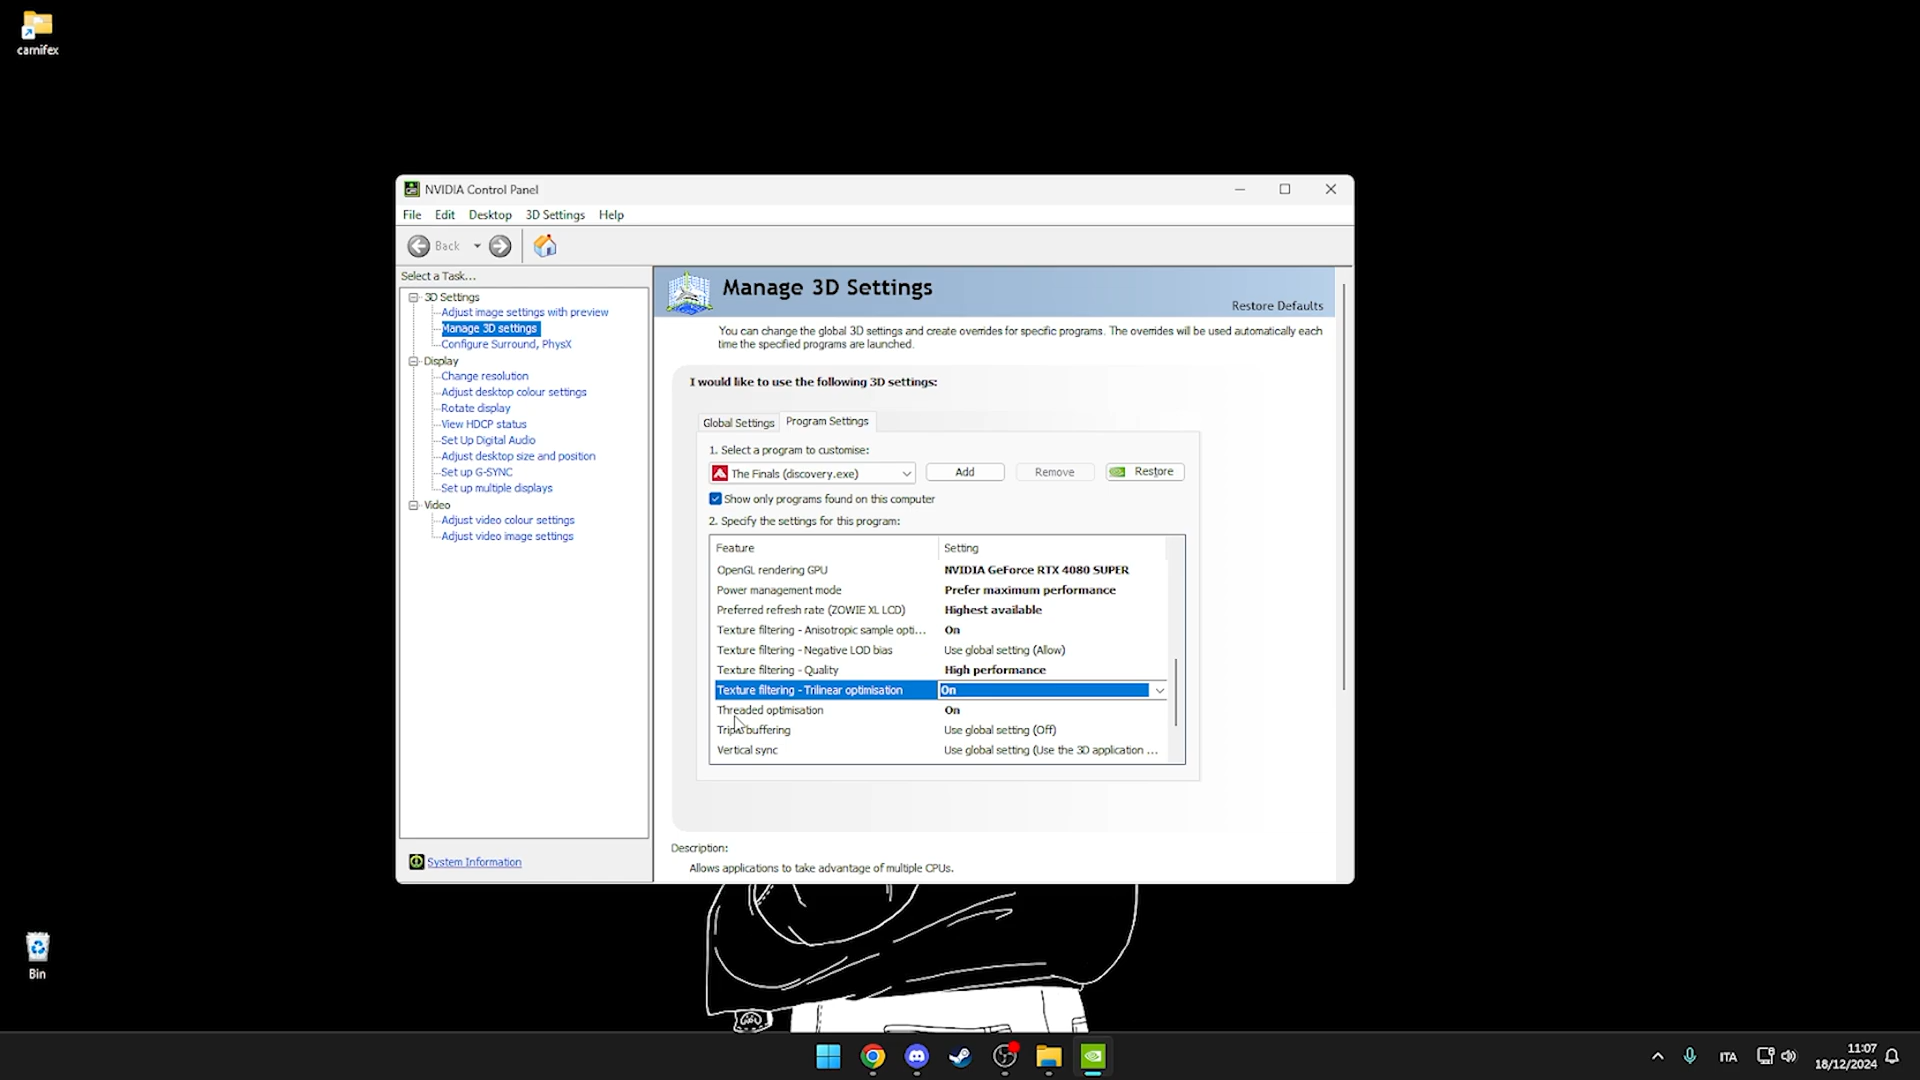 carnifex
NVIDIA Control Panel
File Edit Desktop 3D Settings Help
Back
Select a Task...
3D Settings
Adjust image settings with preview
Manage 3D settings
Configure Surround, PhysX
Display
Change resolution
Adjust desktop colour settings
Rotate display
View HDCP status
Set Up Digital Audio
Adjust desktop size and position
Set up G-SYNC
Set up multiple displays
Video
Adjust video colour settings
Adjust video image settings
System Information
Manage 3D Settings
Restore Defaults
You can change the global 3D settings and create overrides for specific programs. The overrides will be used automatically each
time the specified programs are launched.
I would like to use the following 3D settings:
Global Settings Program Settings
1. Select a program to customise:
The Finals (discovery.exe) Add Remove Restore
Show only programs found on this computer
2. Specify the settings for this program:
Feature Setting
OpenGL rendering GPU NVIDIA GeForce RTX 4080 SUPER
Power management mode Prefer maximum performance
Preferred refresh rate (ZOWIE XL LCD) Highest available
Texture filtering - Anisotropic sample opti... On
Texture filtering - Negative LOD bias Use global setting (Allow)
Texture filtering - Quality High performance
Texture filtering - Trilinear optimisation On
Threaded optimisation On
Triple buffering Use global setting (Off)
Vertical sync Use global setting (Use the 3D application ...
Description:
Allows applications to take advantage of multiple CPUs.
Bin
ITA
11:07
18/12/2024